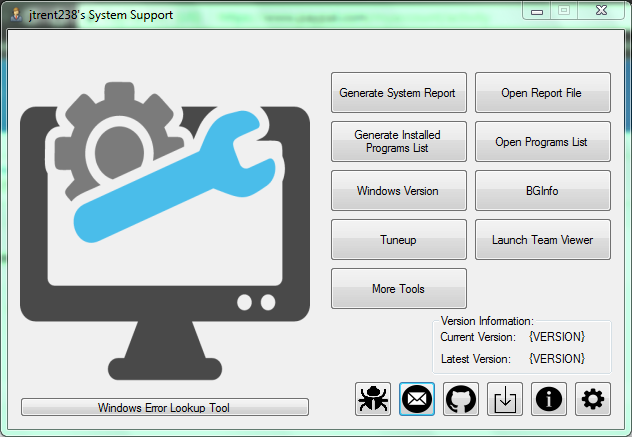 jtrent238's System Support
Generate System Report
Open Report File
Generate Installed
Programs List
Open Programs List
Windows Version
BGInfo
Tuneup
Launch Team Viewer
More Tools
Version Information:
Current Version: {VERSION}
Latest Version: {VERSION}
Windows Error Lookup Tool